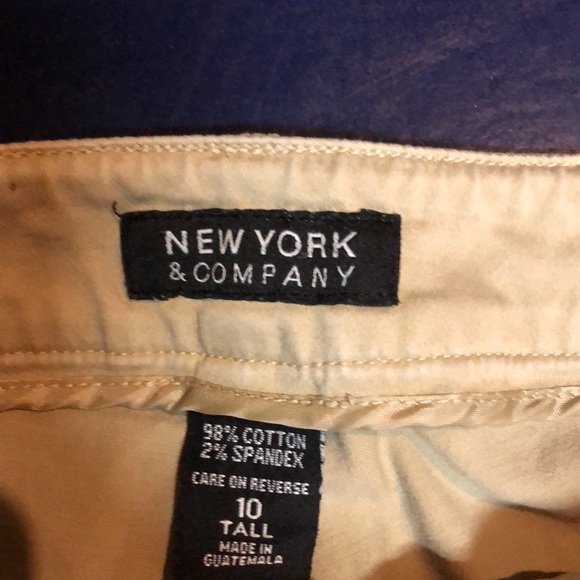 NEW YORK
& COMPANY
98% COTTON
2% SPANDEX
CARE ON REVERSE
10
TALL
MADE IN
GUATEMALA